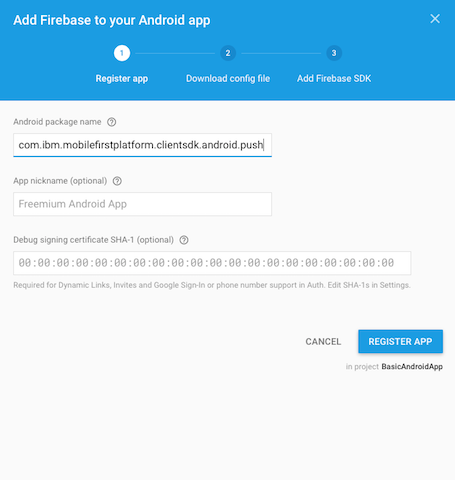 Add Firebase to your Android app
1 2 3
Register app Download config file Add Firebase SDK
Android package name
com.ibm.mobilefirstplatform.clientsdk.android.push
App nickname (optional)
Freemium Android App
Debug signing certificate SHA-1 (optional)
00:00:00:00:00:00:00:00:00:00:00:00:00:00:00:00:00:00:00:00
Required for Dynamic Links, Invites and Google Sign-In or phone number support in Auth. Edit SHA-1s in Settings.
CANCEL REGISTER APP
in project BasicAndroidApp